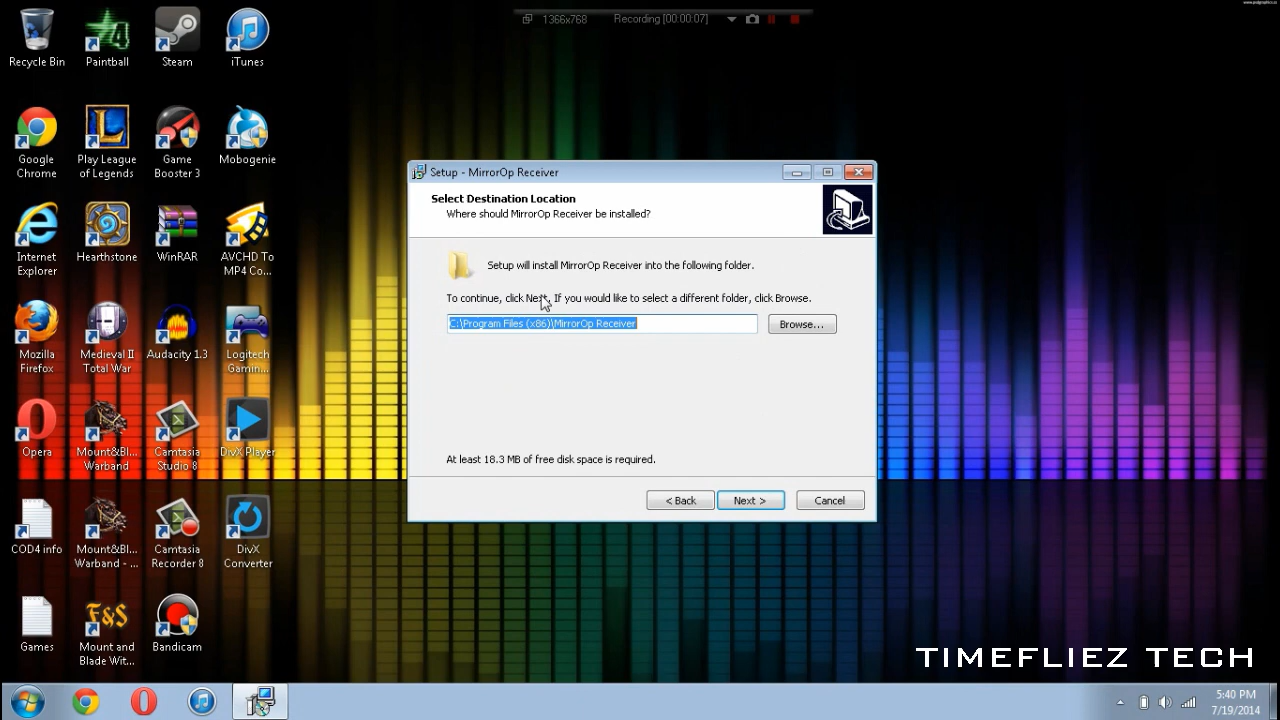 1366x768
Recording [00:00:07]
Recycle Bin
Paintball
Steam
iTunes
Google
Chrome
Play League
of Legends
Game
Booster 3
Mobogenie
Internet
Explorer
Hearthstone
WinRAR
AVCHD To
MP4 Co...
Mozilla
Firefox
Medieval II
Total War
Audacity 1.3
Logitech
Gamin...
Opera
Mount&Bl...
Warband
Camtasia
Studio 8
DivX Player
COD4 info
Mount&Bl...
Warband - ...
Camtasia
Recorder 8
DivX
Converter
Games
F&S
Mount and
Blade Wit...
Bandicam
Setup - MirrorOp Receiver
Select Destination Location
Where should MirrorOp Receiver be installed?
Setup will install MirrorOp Receiver into the following folder.
To continue, click Next. If you would like to select a different folder, click Browse.
C:\Program Files (x86)\MirrorOp Receiver
Browse...
At least 18.3 MB of free disk space is required.
< Back
Next >
Cancel
TIMEFLIEZ TECH
5:40 PM
7/19/2014